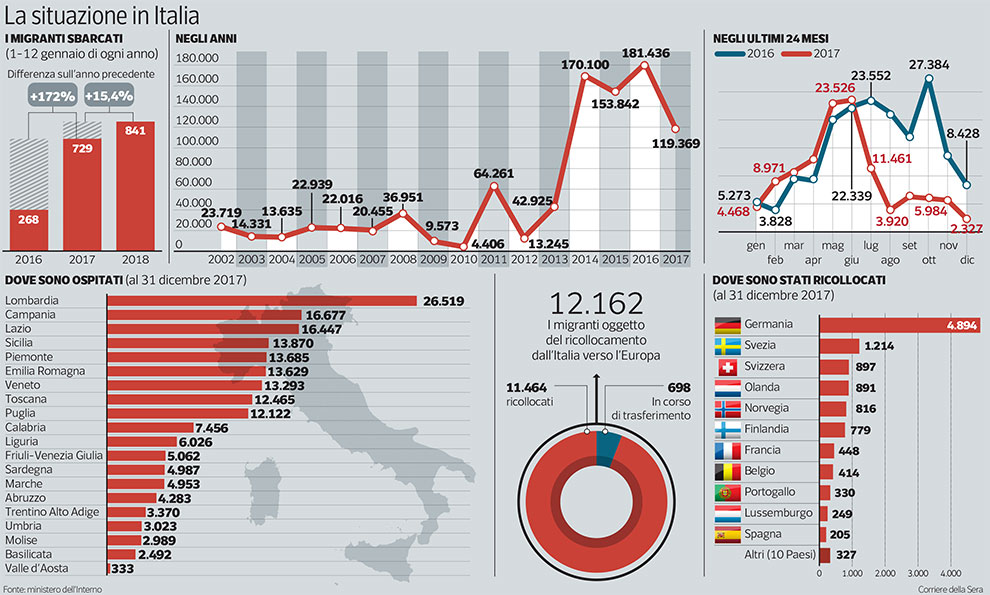 La situazione in Italia
I MIGRANTI SBARCATI
(1-12 gennaio di ogni anno)
Differenza sull'anno precedente
+172%
+15,4%
268
729
841
2016
2017
2018
NEGLI ANNI
180.000
160.000
140.000
120.000
100.000
80.000
60.000
40.000
20.000
0
23.719
14.331
13.635
22.939
22.016
20.455
36.951
9.573
4.406
64.261
13.245
42.925
170.100
153.842
181.436
119.369
2002
2003
2004
2005
2006
2007
2008
2009
2010
2011
2012
2013
2014
2015
2016
2017
NEGLI ULTIMI 24 MESI
2016
2017
5.273
4.468
3.828
8.971
23.526
23.552
22.339
11.461
3.920
27.384
5.984
8.428
2.327
gen
feb
mar
apr
mag
giu
lug
ago
set
ott
nov
dic
DOVE SONO OSPITATI (al 31 dicembre 2017)
Lombardia 26.519
Campania 16.677
Lazio 16.447
Sicilia 13.870
Piemonte 13.685
Emilia Romagna 13.629
Veneto 13.293
Toscana 12.465
Puglia 12.122
Calabria 7.456
Liguria 6.026
Friuli-Venezia Giulia 5.062
Sardegna 4.987
Marche 4.953
Abruzzo 4.283
Trentino Alto Adige 3.370
Umbria 3.023
Molise 2.989
Basilicata 2.492
Valle d'Aosta 333
12.162
I migranti oggetto
del ricollocamento
dall'Italia verso l'Europa
11.464
ricollocati
698
In corso
di trasferimento
DOVE SONO STATI RICOLLOCATI
(al 31 dicembre 2017)
Germania 4.894
Svezia 1.214
Svizzera 897
Olanda 891
Norvegia 816
Finlandia 779
Francia 448
Belgio 414
Portogallo 330
Lussemburgo 249
Spagna 205
Altri (10 Paesi) 327
0
1.000
2.000
3.000
4.000
Fonte: ministero dell'Interno
Corriere della Sera